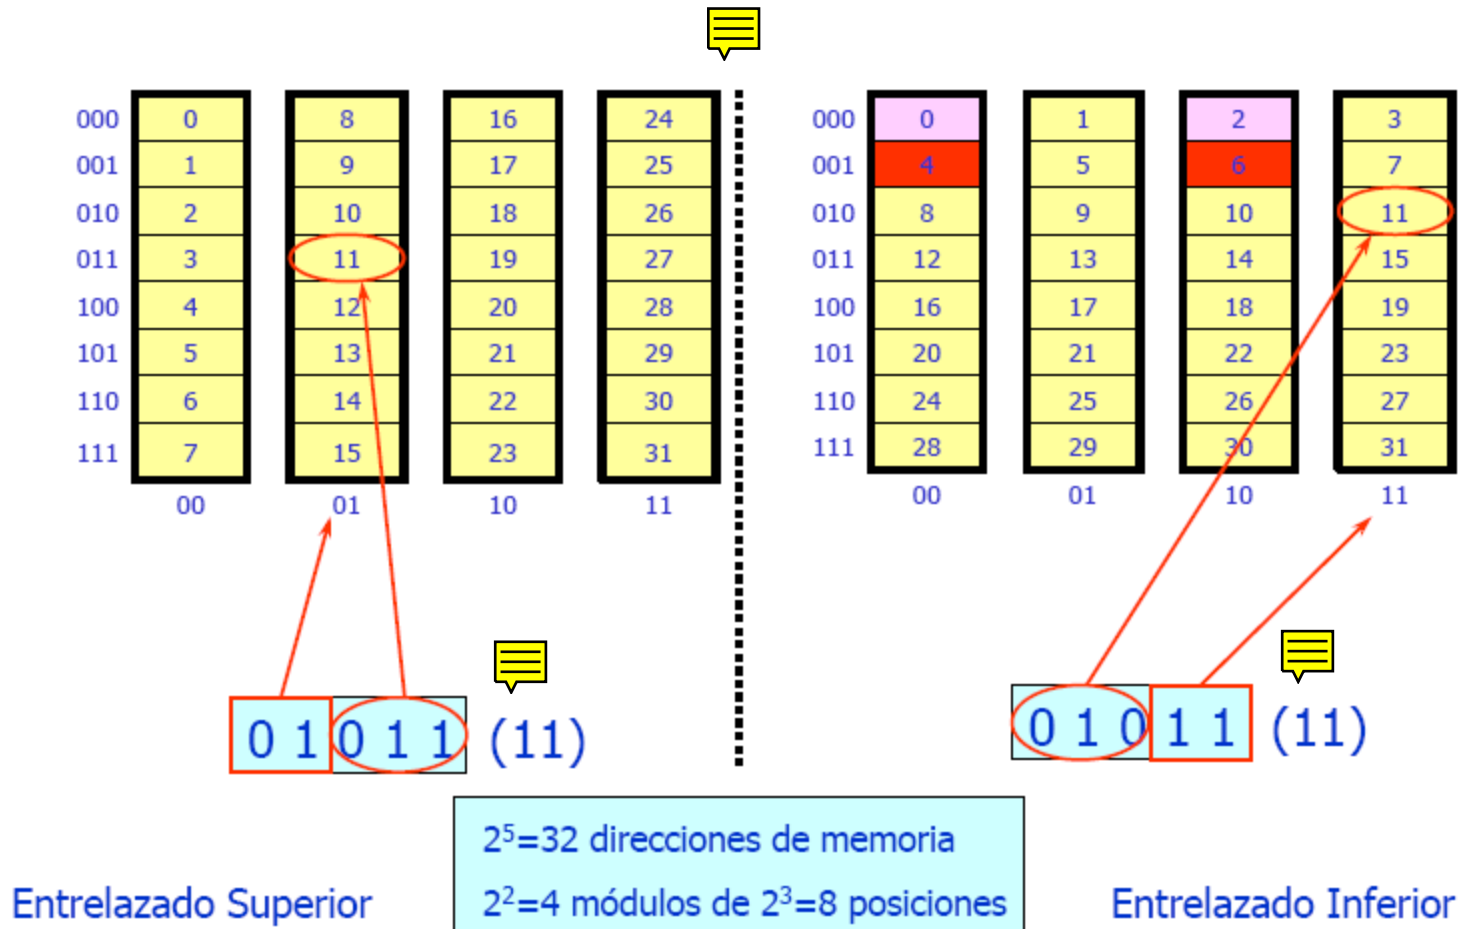 000 0 8 16 24
001 1 9 17 25
010 2 10 18 26
011 3 11 19 27
100 4 12 20 28
101 5 13 21 29
110 6 14 22 30
111 7 15 23 31
00 01 10 11
0 1 0 1 1 (11)
Entrelazado Superior
000 0 1 2 3
001 4 5 6 7
010 8 9 10 11
011 12 13 14 15
100 16 17 18 19
101 20 21 22 23
110 24 25 26 27
111 28 29 30 31
00 01 10 11
0 1 0 1 1 (11)
Entrelazado Inferior
2⁵=32 direcciones de memoria
2²=4 módulos de 2³=8 posiciones